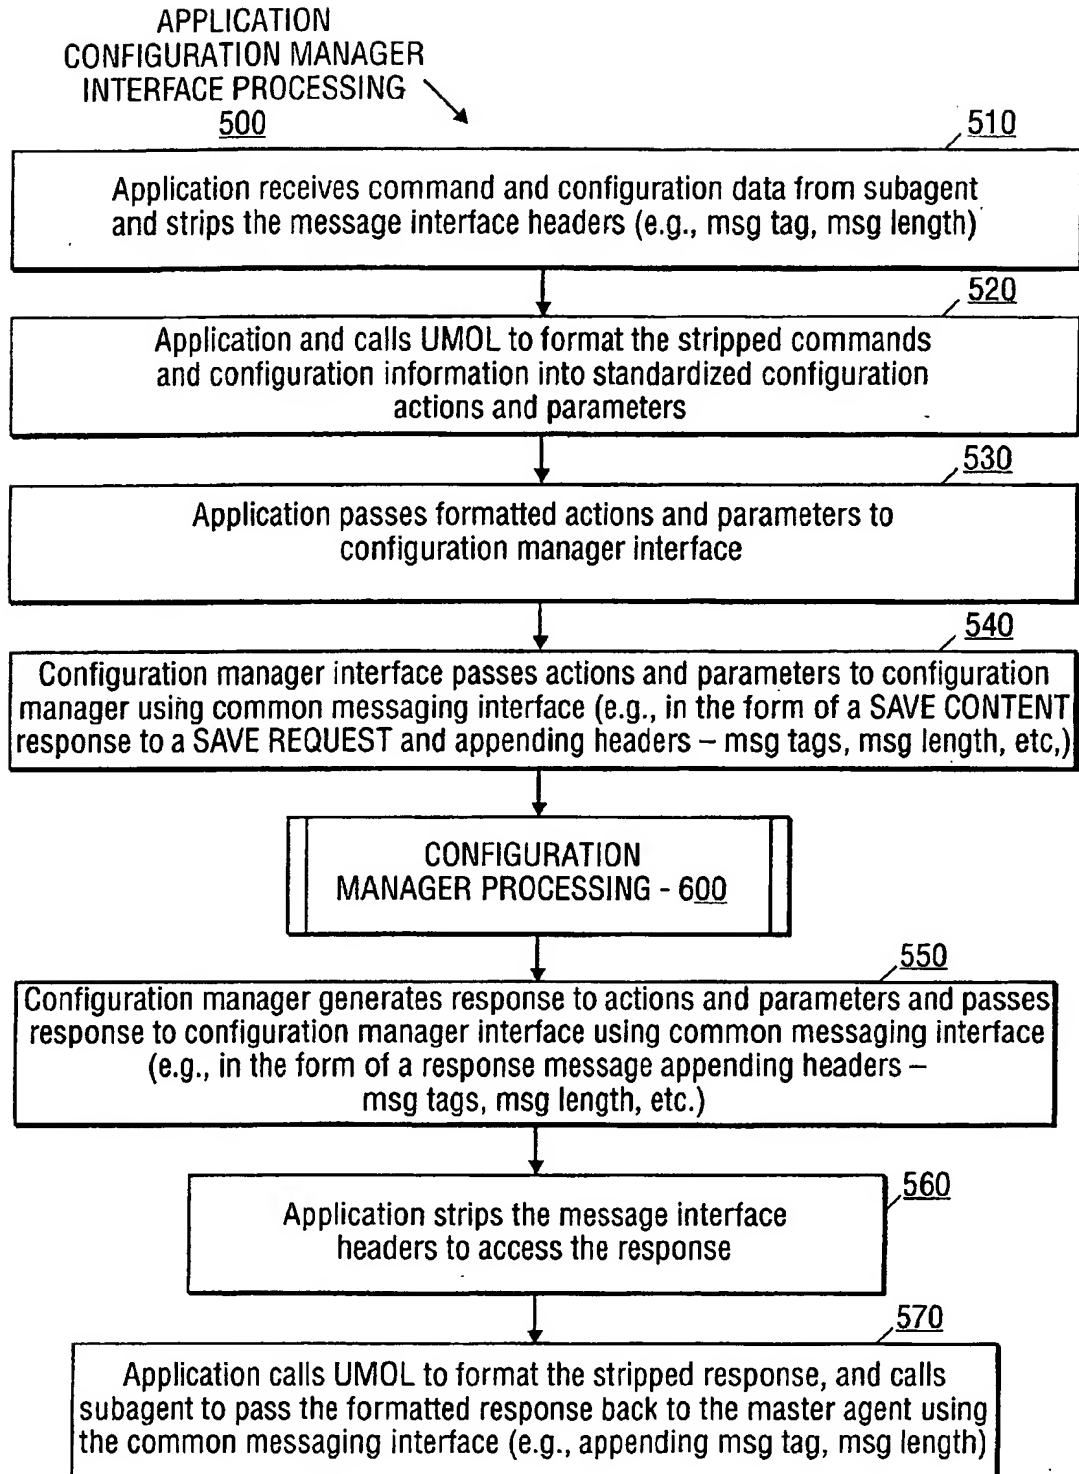 APPLICATION
CONFIGURATION MANAGER
INTERFACE PROCESSING
500
510
Application receives command and configuration data from subagent
and strips the message interface headers (e.g., msg tag, msg length)
520
Application and calls UMOL to format the stripped commands
and configuration information into standardized configuration
actions and parameters
530
Application passes formatted actions and parameters to
configuration manager interface
540
Configuration manager interface passes actions and parameters to configuration
manager using common messaging interface (e.g., in the form of a SAVE CONTENT
response to a SAVE REQUEST and appending headers – msg tags, msg length, etc,)
CONFIGURATION
MANAGER PROCESSING - 600
550
Configuration manager generates response to actions and parameters and passes
response to configuration manager interface using common messaging interface
(e.g., in the form of a response message appending headers –
msg tags, msg length, etc.)
560
Application strips the message interface
headers to access the response
570
Application calls UMOL to format the stripped response, and calls
subagent to pass the formatted response back to the master agent using
the common messaging interface (e.g., appending msg tag, msg length)